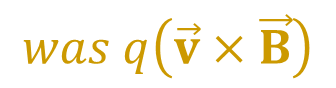 was q(v⃗ × B⃗)